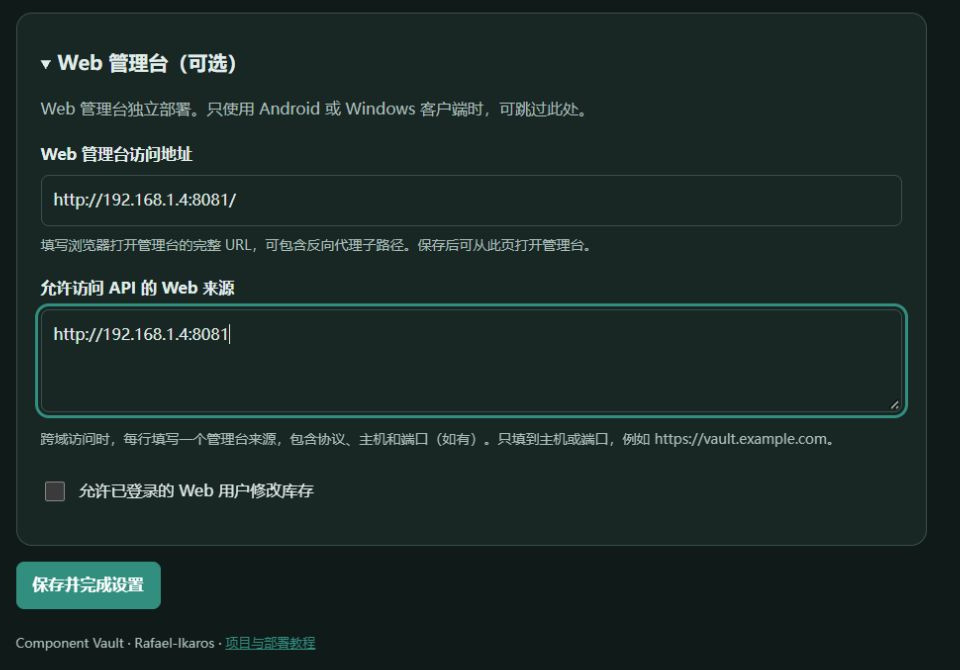 ▼ Web 管理台（可选）
Web 管理台独立部署。只使用 Android 或 Windows 客户端时，可跳过此处。
Web 管理台访问地址
http://192.168.1.4:8081/
填写浏览器打开管理台的完整 URL，可包含反向代理子路径。保存后可从此页打开管理台。
允许访问 API 的 Web 来源
http://192.168.1.4:8081
跨域访问时，每行填写一个管理台来源，包含协议、主机和端口（如有）。只填到主机或端口，例如 https://vault.example.com。
允许已登录的 Web 用户修改库存
保存并完成设置
Component Vault · Rafael-Ikaros · 项目与部署教程